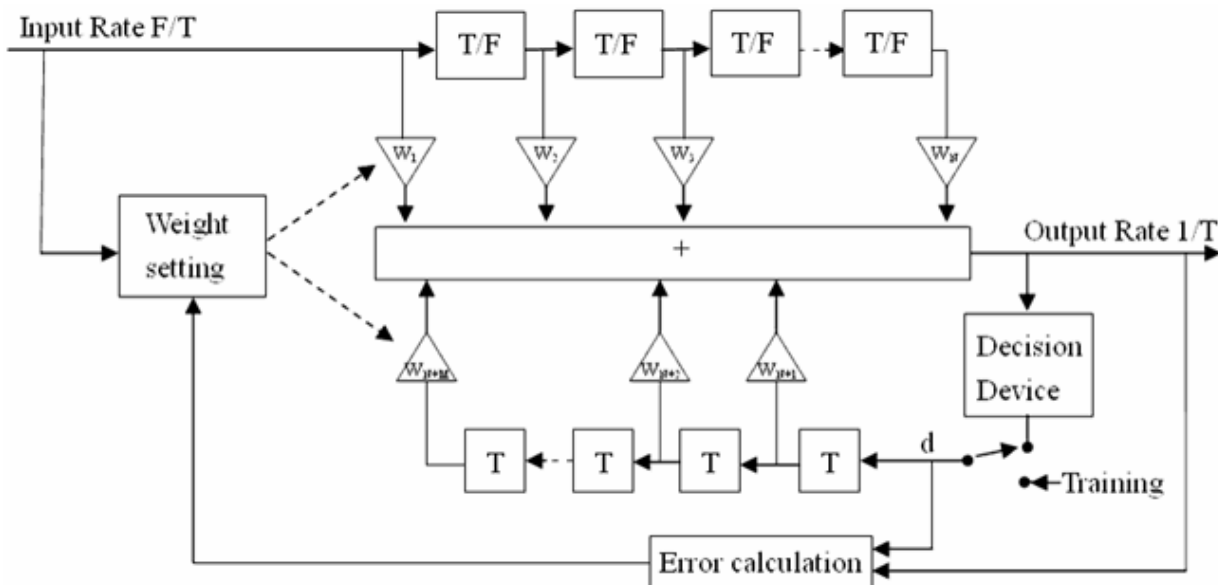 Input Rate F/T
T/F
T/F
T/F
T/F
W1
W2
W3
WN
Weight
setting
+
Output Rate 1/T
WN+M
WN+2
WN+1
Decision
Device
T
T
T
T
d
Training
Error calculation